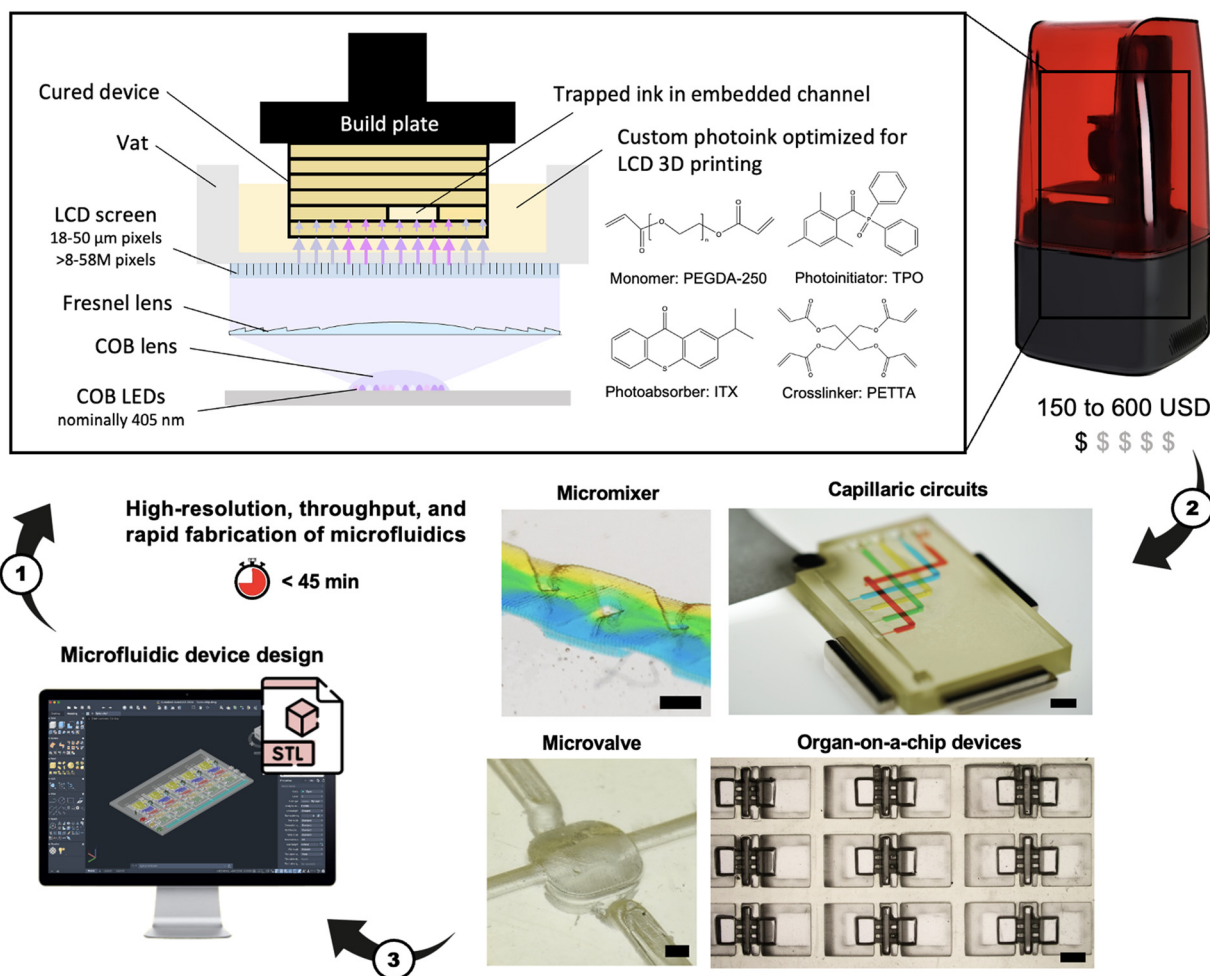 Cured device
Vat
LCD screen
18-50 µm pixels
>8-58M pixels
Fresnel lens
COB lens
COB LEDs
nominally 405 nm
Build plate
Trapped ink in embedded channel
Custom photoink optimized for
LCD 3D printing
O
O
O
O
n
O
P
O
Monomer: PEGDA-250
Photoinitiator: TPO
O
S
O
O
O
O
O
O
O
O
Photoabsorber: ITX
Crosslinker: PETTA
150 to 600 USD
$ $ $ $ $
1
High-resolution, throughput, and
rapid fabrication of microfluidics
< 45 min
2
Micromixer
Capillaric circuits
Microfluidic device design
STL
Microvalve
Organ-on-a-chip devices
3